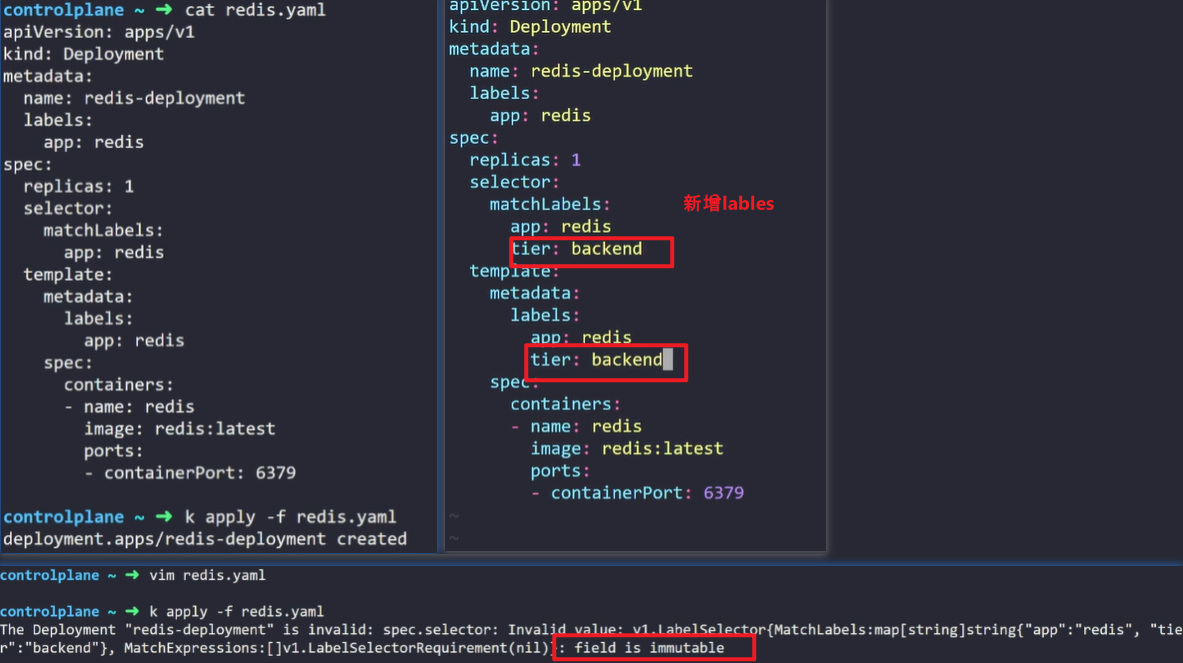 controlplane ~ ➜ cat redis.yaml
apiVersion: apps/v1
kind: Deployment
metadata:
  name: redis-deployment
  labels:
    app: redis
spec:
  replicas: 1
  selector:
    matchLabels:
      app: redis
  template:
    metadata:
      labels:
        app: redis
    spec:
      containers:
      - name: redis
        image: redis:latest
        ports:
        - containerPort: 6379
controlplane ~ ➜ k apply -f redis.yaml
deployment.apps/redis-deployment created
apiVersion: apps/v1
kind: Deployment
metadata:
  name: redis-deployment
  labels:
    app: redis
spec:
  replicas: 1
  selector:
    matchLabels:
      app: redis
      tier: backend
  template:
    metadata:
      labels:
        app: redis
        tier: backend
    spec:
      containers:
      - name: redis
        image: redis:latest
        ports:
        - containerPort: 6379
~
~
新增lables
controlplane ~ ➜ vim redis.yaml
controlplane ~ ➜ k apply -f redis.yaml
The Deployment "redis-deployment" is invalid: spec.selector: Invalid value: v1.LabelSelector{MatchLabels:map[string]string{"app":"redis", "tie
r":"backend"}, MatchExpressions:[]v1.LabelSelectorRequirement(nil)}: field is immutable